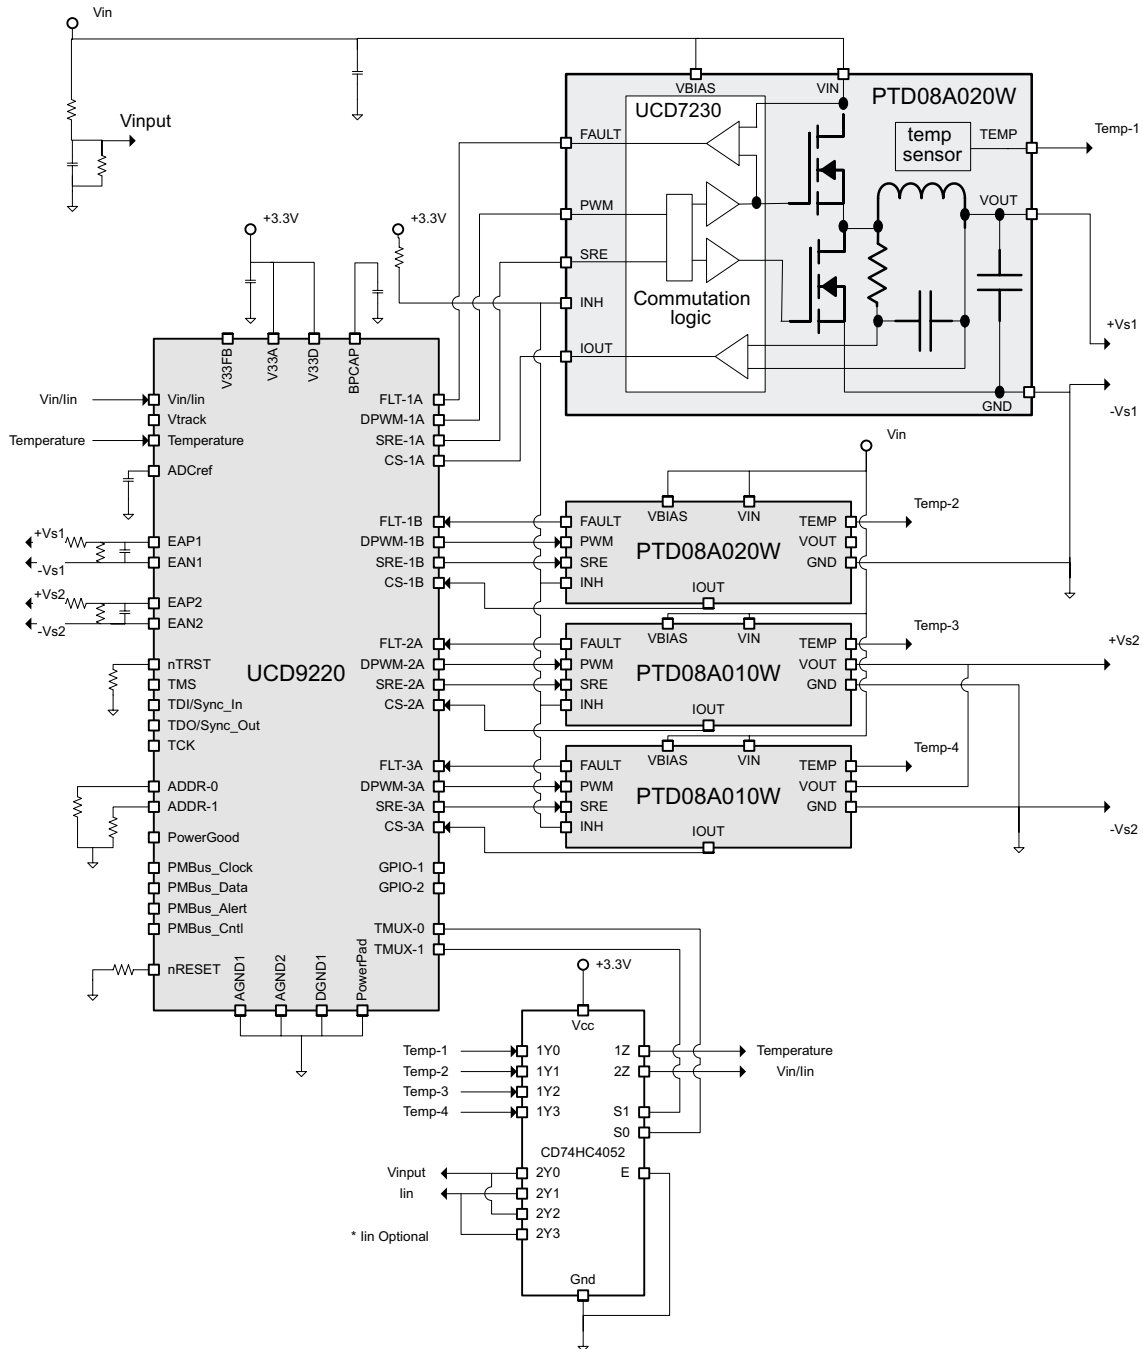 Vin
VBIAS
VIN
PTD08A020W
UCD7230
Vinput
FAULT
temp
sensor
TEMP
Temp-1
PWM
VOUT
+3.3V
+3.3V
SRE
Commutation
logic
INH
IOUT
+Vs1
GND
-Vs1
V33FB
V33A
V33D
BPCAP
Vin/Iin
Vin/Iin
FLT-1A
Vtrack
DPWM-1A
Temperature
Temperature
SRE-1A
CS-1A
ADCref
Vin
VBIAS
VIN
Temp-2
FLT-1B
FAULT
TEMP
+Vs1
EAP1
DPWM-1B
PWM
PTD08A020W
VOUT
-Vs1
EAN1
SRE-1B
SRE
GND
CS-1B
INH
IOUT
+Vs2
EAP2
-Vs2
EAN2
VBIAS
VIN
Temp-3
FLT-2A
FAULT
TEMP
+Vs2
nTRST
UCD9220
DPWM-2A
PWM
PTD08A010W
VOUT
TMS
SRE-2A
SRE
GND
TDI/Sync_In
CS-2A
INH
IOUT
TDO/Sync_Out
TCK
VBIAS
VIN
Temp-4
FLT-3A
FAULT
TEMP
ADDR-0
DPWM-3A
PWM
PTD08A010W
VOUT
ADDR-1
SRE-3A
SRE
GND
CS-3A
INH
IOUT
-Vs2
PowerGood
PMBus_Clock
GPIO-1
PMBus_Data
GPIO-2
PMBus_Alert
PMBus_Cntl
TMUX-0
TMUX-1
nRESET
AGND1
AGND2
DGND1
PowerPad
+3.3V
Vcc
Temp-1
1Y0
1Z
Temperature
Temp-2
1Y1
2Z
Vin/Iin
Temp-3
1Y2
Temp-4
1Y3
S1
S0
CD74HC4052
Vinput
2Y0
E
Iin
2Y1
2Y2
* Iin Optional
2Y3
Gnd